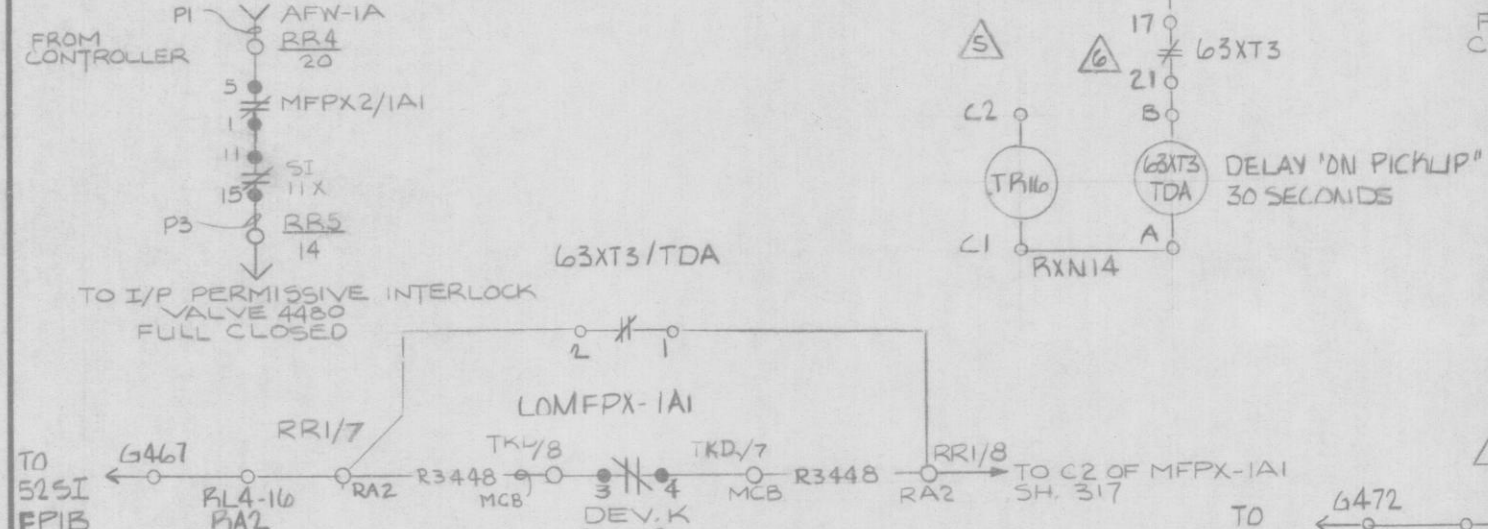 P1
AFW-1A
FROM
CONTROLLER
RR4
20
5
MFPX2/1A1
1
11
SI
11X
15
P3
RR5
14
TO I/P PERMISSIVE INTERLOCK
VALVE 4480
FULL CLOSED
5
6
17
63XT3
21
C2
B
TR16
63XT3
TDA
DELAY 'ON PICKUP"
30 SECONDS
C1
A
RXN14
63XT3/TDA
2
1
LOMFPX-1A1
RR1/7
TO
52SI
EP1B
G467
RL4-16
RA2
RA2
R3448
TKD/8
MCB
3
4
DEV. K
TKD/7
MCB
R3448
RR1/8
RA2
TO C2 OF MFPX-1A1
SH. 317
TO
G472